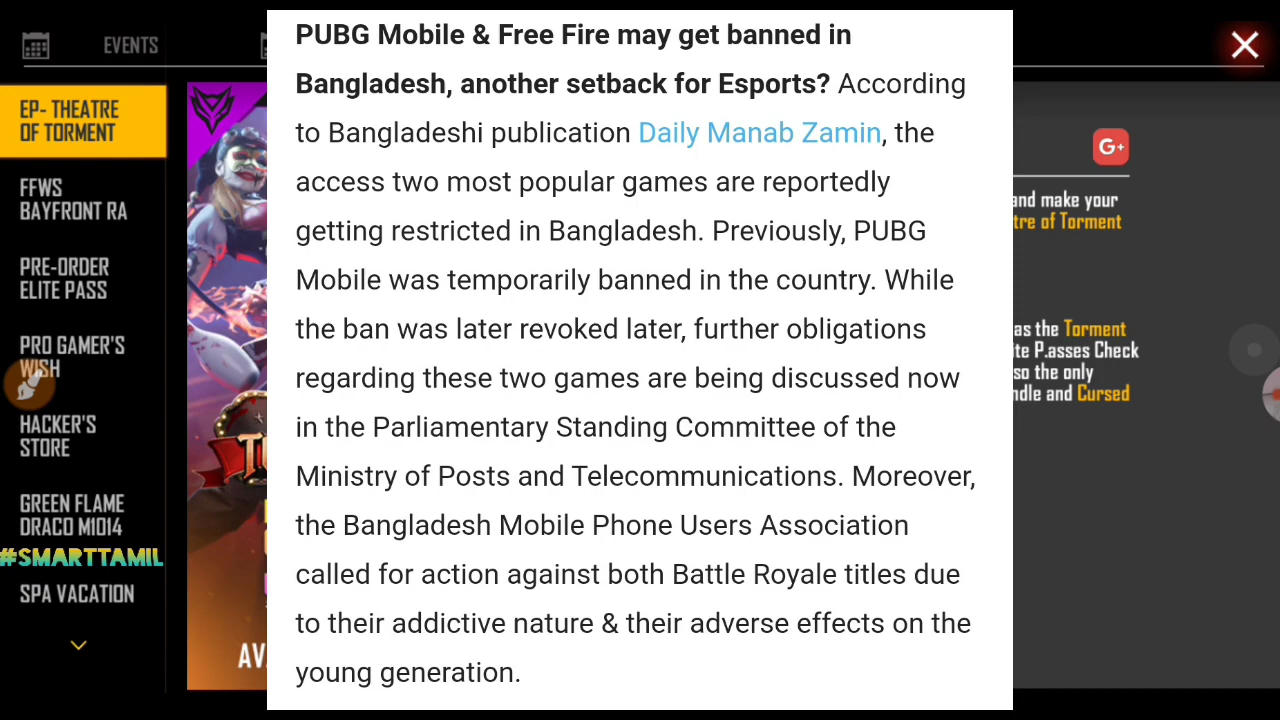 EVENTS
EP- THEATRE
OF TORMENT
FFWS
BAYFRONT RA
PRE-ORDER
ELITE PASS
PRO GAMER'S
WISH
HACKER'S
STORE
GREEN FLAME
DRACO M1014
#SMARTTAMIL
SPA VACATION
AV
PUBG Mobile & Free Fire may get banned in
Bangladesh, another setback for Esports? According
to Bangladeshi publication Daily Manab Zamin, the
access two most popular games are reportedly
getting restricted in Bangladesh. Previously, PUBG
Mobile was temporarily banned in the country. While
the ban was later revoked later, further obligations
regarding these two games are being discussed now
in the Parliamentary Standing Committee of the
Ministry of Posts and Telecommunications. Moreover,
the Bangladesh Mobile Phone Users Association
called for action against both Battle Royale titles due
to their addictive nature & their adverse effects on the
young generation.
G+
and make your
tre of Torment
as the Torment
ite P.asses Check
so the only
ndle and Cursed